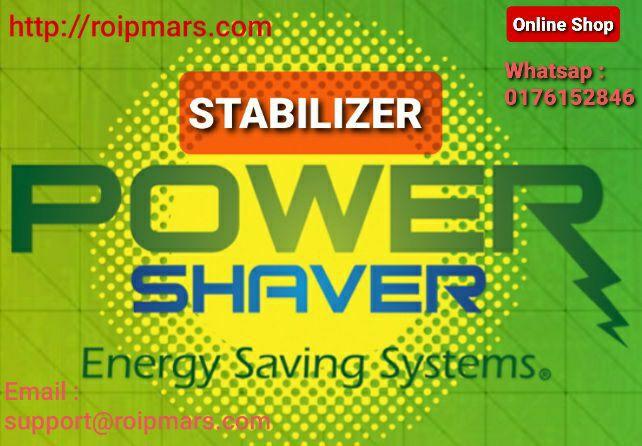 http://roipmars.com
Online Shop
Whatsap :
0176152846
STABILIZER
POWER
SHAVER
Energy Saving Systems®
Email :
support@roipmars.com